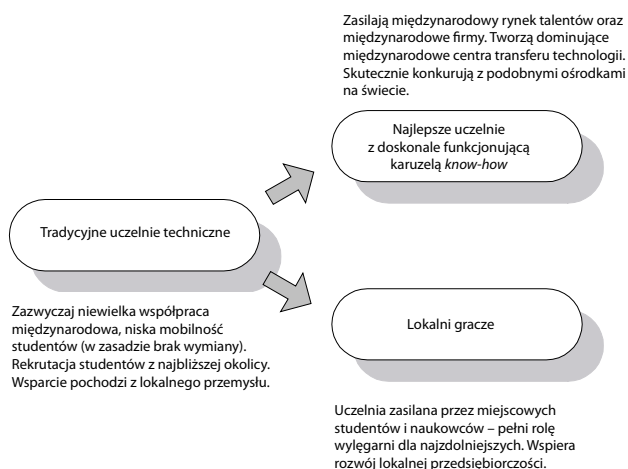 Zasilają międzynarodowy rynek talentów oraz
międzynarodowe firmy. Tworzą dominujące
międzynarodowe centra transferu technologii.
Skutecznie konkurują z podobnymi ośrodkami
na świecie.
Najlepsze uczelnie
z doskonale funkcjonującą
karuzelą know-how
Tradycyjne uczelnie techniczne
Zazwyczaj niewielka współpraca
międzynarodowa, niska mobilność
studentów (w zasadzie brak wymiany).
Rekrutacja studentów z najbliższej okolicy.
Wsparcie pochodzi z lokalnego przemysłu.
Lokalni gracze
Uczelnia zasilana przez miejscowych
studentów i naukowców – pełni rolę
wylęgarni dla najzdolniejszych. Wspiera
rozwój lokalnej przedsiębiorczości.